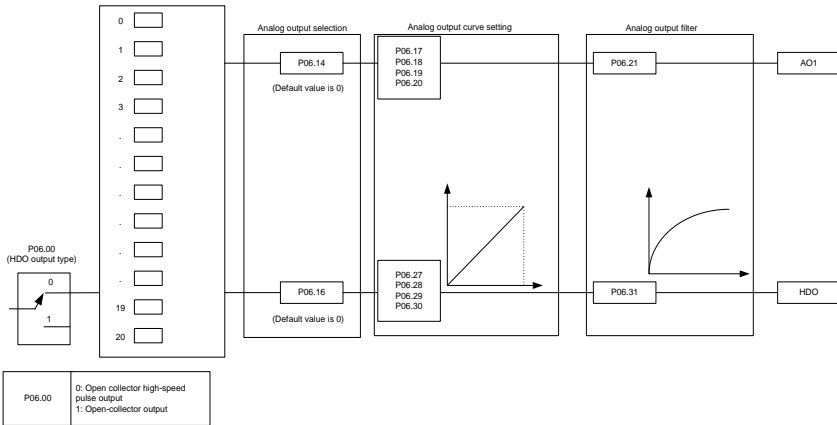 Analog output selection
Analog output curve setting
Analog output filter
0
1
2
3
.
.
.
.
.
.
19
20
P06.14
(Default value is 0)
P06.17
P06.18
P06.19
P06.20
P06.21
AO1
P06.00
(HDO output type)
0
1
P06.16
(Default value is 0)
P06.27
P06.28
P06.29
P06.30
P06.31
HDO
P06.00
0: Open collector high-speed
pulse output
1: Open-collector output